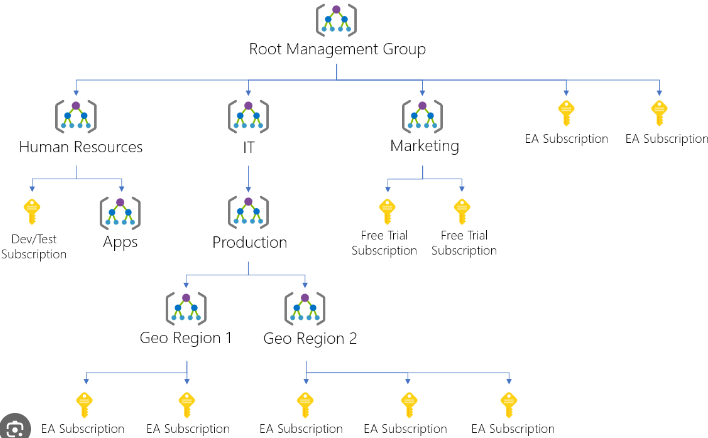 Root Management Group
Human Resources
IT
Marketing
EA Subscription
EA Subscription
Dev/Test
Subscription
Apps
Production
Free Trial
Subscription
Free Trial
Subscription
Geo Region 1
Geo Region 2
EA Subscription
EA Subscription
EA Subscription
EA Subscription
EA Subscription